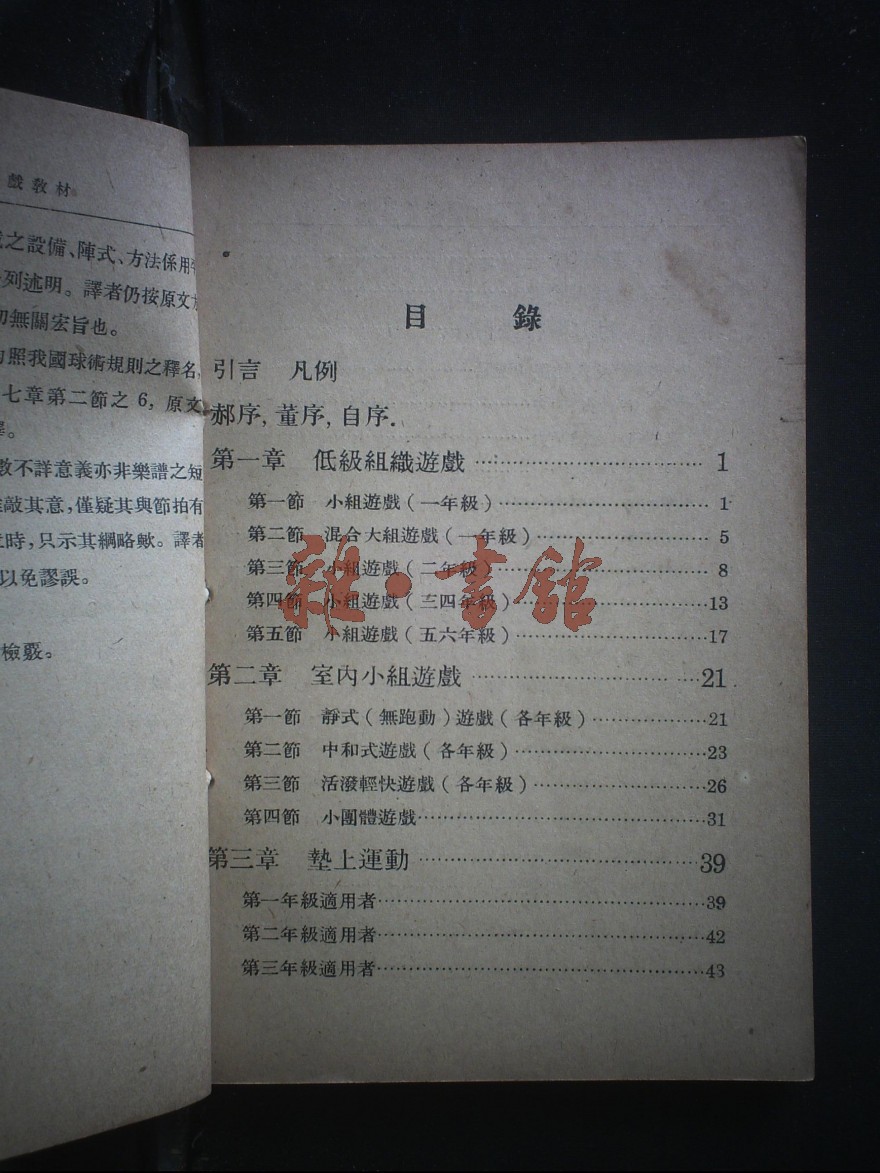 戲教材
之設備、陣式、方法係用
列述明。譯者仍按原文
無關宏旨也。
照我國球術規則之釋名,
七章第二節之6,原文
數不詳意義亦非樂譜之短
敲其意,僅疑其與節拍有
時,只示其綱略歟。譯者
以免謬誤。
檢覈。
目 錄
引言 凡例
郝序,董序,自序.
第一章 低級組織遊戲 1
第一節 小組遊戲(一年級) 1
第二節 混合大組遊戲(一年級) 5
第三節 小組遊戲(二年級) 8
第四節 小組遊戲(三四年級) 13
第五節 小組遊戲(五六年級) 17
第二章 室內小組遊戲 21
第一節 靜式(無跑動)遊戲(各年級) 21
第二節 中和式遊戲(各年級) 23
第三節 活潑輕快遊戲(各年級) 26
第四節 小團體遊戲 31
第三章 墊上運動 39
第一年級適用者 39
第二年級適用者 42
第三年級適用者 43
雜·書館